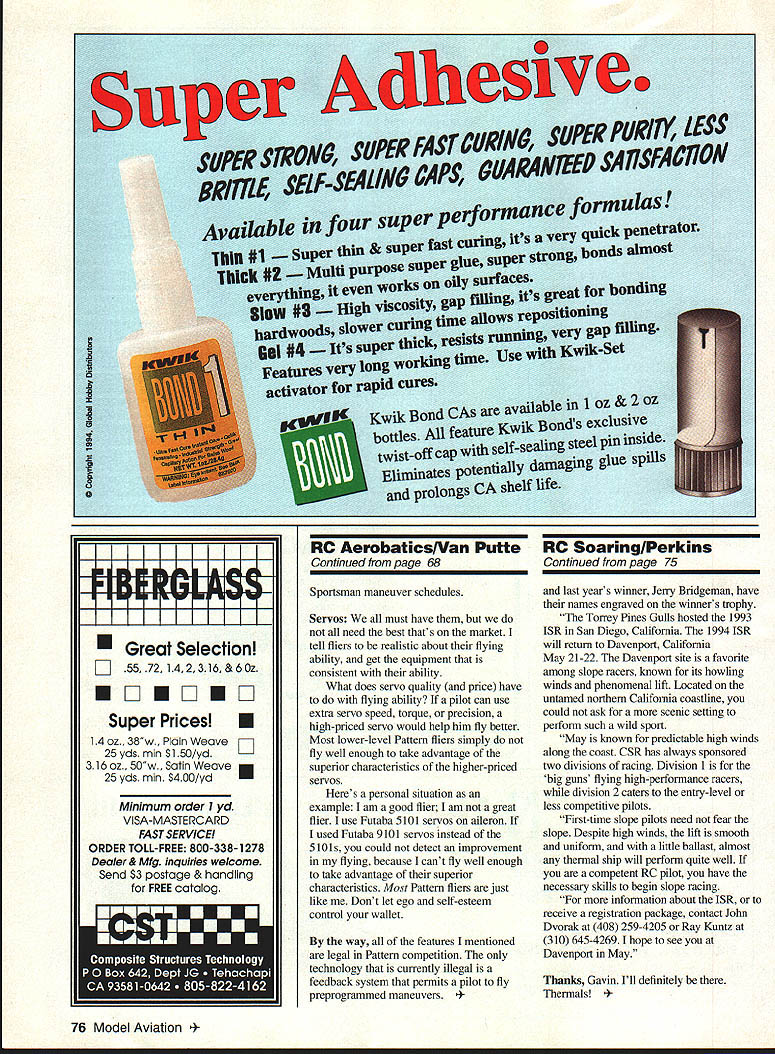 Super Adhesive.
SUPER STRONG, SUPER FAST CURING, SUPER PURITY, LESS
BRITTLE, SELF-SEALING CAPS, GUARANTEED SATISFACTION
Available in four super performance formulas!
Thin #1 — Super thin & super fast curing, it's a very quick penetrator.
Thick #2 — Multi purpose super glue, super strong, bonds almost
everything, it even works on oily surfaces.
Slow #3 — High viscosity, gap filling, it's great for bonding
hardwoods, slower curing time allows repositioning
Gel #4 — It's super thick, resists running, very gap filling.
Features very long working time. Use with Kwik-Set
activator for rapid cures.
© Copyright 1994, Global Hobby Distributors
KWIK
BOND 1
THIN
NET WT. 1oz/28.4g
KWIK
BOND
Kwik Bond CAs are available in 1 oz & 2 oz
bottles. All feature Kwik Bond's exclusive
twist-off cap with self-sealing steel pin inside.
Eliminates potentially damaging glue spills
and prolongs CA shelf life.
FIBERGLASS
Great Selection!
.55, .72, 1.4, 2, 3.16, & 6 Oz.
Super Prices!
1.4 oz., 38"w., Plain Weave
25 yds. min $1.50/yd.
3.16 oz., 50"w., Satin Weave
25 yds. min. $4.00/yd
Minimum order 1 yd.
VISA-MASTERCARD
FAST SERVICE!
ORDER TOLL-FREE: 800-338-1278
Dealer & Mfg. inquiries welcome.
Send $3 postage & handling
for FREE catalog.
CST
Composite Structures Technology
P O Box 642, Dept JG • Tehachapi
CA 93581-0642 • 805-822-4162
RC Aerobatics/Van Putte
Continued from page 68
Sportsman maneuver schedules.
Servos: We all must have them, but we do
not all need the best that's on the market. I
tell fliers to be realistic about their flying
ability, and get the equipment that is
consistent with their ability.
What does servo quality (and price) have
to do with flying ability? If a pilot can use
extra servo speed, torque, or precision, a
high-priced servo would help him fly better.
Most lower-level Pattern fliers simply do not
fly well enough to take advantage of the
superior characteristics of the higher-priced
servos.
Here's a personal situation as an
example: I am a good flier; I am not a great
flier. I use Futaba 5101 servos on aileron. If
I used Futaba 9101 servos instead of the
5101s, you could not detect an improvement
in my flying, because I can't fly well enough
to take advantage of their superior
characteristics. Most Pattern fliers are just
like me. Don't let ego and self-esteem
control your wallet.
By the way, all of the features I mentioned
are legal in Pattern competition. The only
technology that is currently illegal is a
feedback system that permits a pilot to fly
preprogrammed maneuvers.
RC Soaring/Perkins
Continued from page 75
and last year's winner, Jerry Bridgeman, have
their names engraved on the winner's trophy.
"The Torrey Pines Gulls hosted the 1993
ISR in San Diego, California. The 1994 ISR
will return to Davenport, California
May 21-22. The Davenport site is a favorite
among slope racers, known for its howling
winds and phenomenal lift. Located on the
untamed northern California coastline, you
could not ask for a more scenic setting to
perform such a wild sport.
"May is known for predictable high winds
along the coast. CSR has always sponsored
two divisions of racing. Division 1 is for the
'big guns' flying high-performance racers,
while division 2 caters to the entry-level or
less competitive pilots.
"First-time slope pilots need not fear the
slope. Despite high winds, the lift is smooth
and uniform, and with a little ballast, almost
any thermal ship will perform quite well. If
you are a competent RC pilot, you have the
necessary skills to begin slope racing.
"For more information about the ISR, or to
receive a registration package, contact John
Dvorak at (408) 259-4205 or Ray Kuntz at
(310) 645-4269. I hope to see you at
Davenport in May."
Thanks, Gavin. I'll definitely be there.
Thermals!
76 Model Aviation